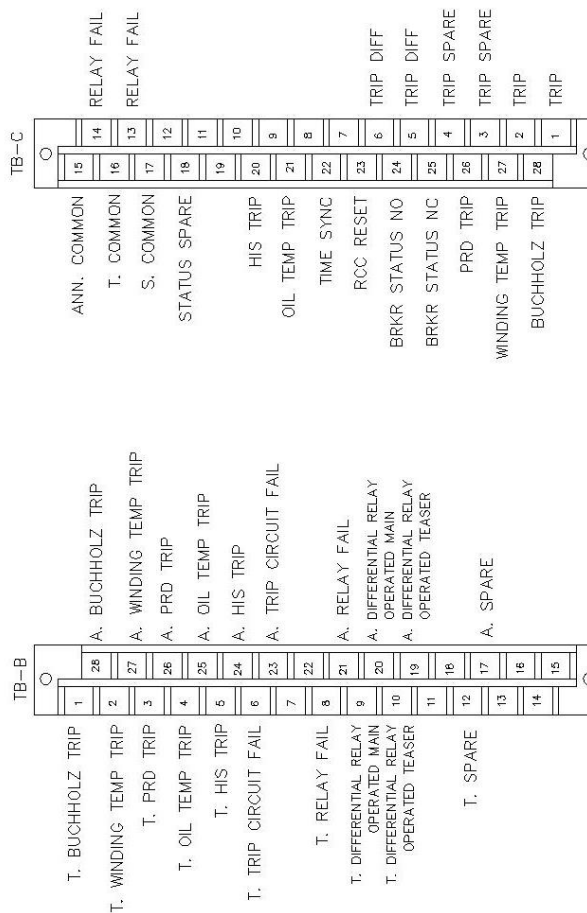 TB-B
T. BUCHHOLZ TRIP
T. WINDING TEMP TRIP
T. PRD TRIP
T. OIL TEMP TRIP
T. HIS TRIP
T. TRIP CIRCUIT FAIL
T. RELAY FAIL
T. DIFFERENTIAL RELAY
OPERATED MAIN
T. DIFFERENTIAL RELAY
OPERATED TEASER
T. SPARE
1
2
3
4
5
6
7
8
9
10
11
12
13
14
28
27
26
25
24
23
22
21
20
19
18
17
16
15
A. BUCHHOLZ TRIP
A. WINDING TEMP TRIP
A. PRD TRIP
A. OIL TEMP TRIP
A. HIS TRIP
A. TRIP CIRCUIT FAIL
A. RELAY FAIL
A. DIFFERENTIAL RELAY
OPERATED MAIN
A. DIFFERENTIAL RELAY
OPERATED TEASER
A. SPARE
TB-C
ANN. COMMON
T. COMMON
S. COMMON
STATUS SPARE
HIS TRIP
OIL TEMP TRIP
TIME SYNC
RCC RESET
BRKR STATUS NO
BRKR STATUS NC
PRD TRIP
WINDING TEMP TRIP
BUCHHOLZ TRIP
15
16
17
18
19
20
21
22
23
24
25
26
27
28
14
13
12
11
10
9
8
7
6
5
4
3
2
1
RELAY FAIL
RELAY FAIL
TRIP DIFF
TRIP DIFF
TRIP SPARE
TRIP SPARE
TRIP
TRIP